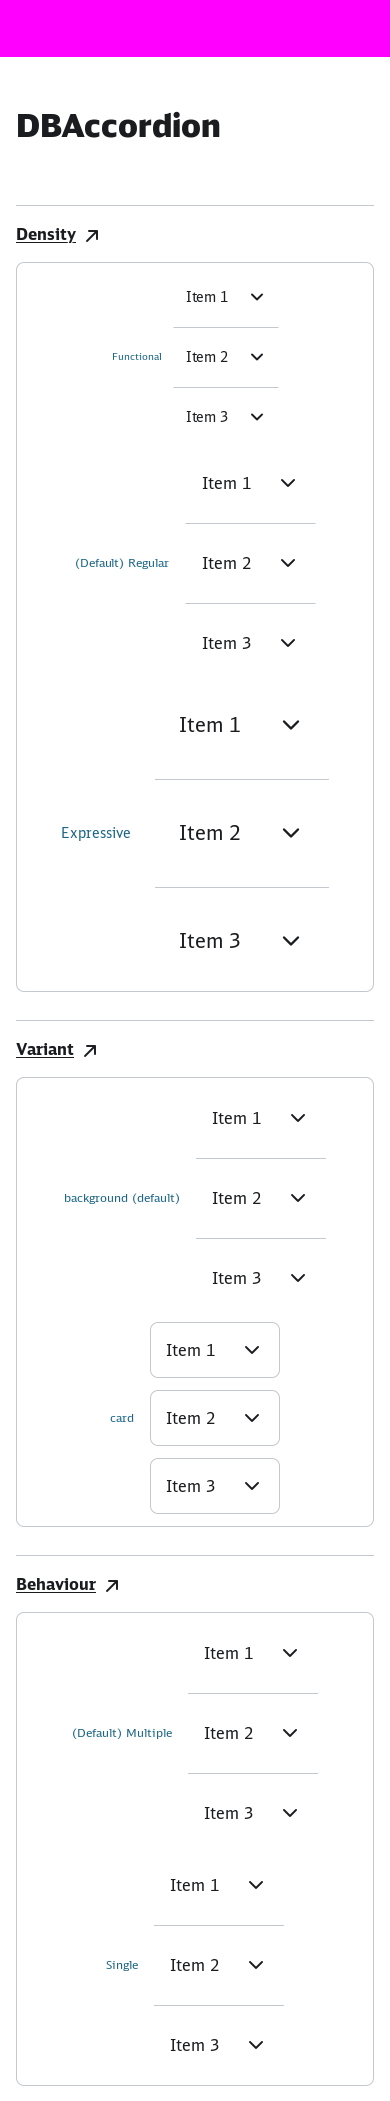 DBAccordion
Density
Item 1
Functional
Item 2
Item 3
Item 1
(Default) Regular
Item 2
Item 3
Item 1
Expressive
Item 2
Item 3
Variant
Item 1
background (default)
Item 2
Item 3
Item 1
card
Item 2
Item 3
Behaviour
Item 1
(Default) Multiple
Item 2
Item 3
Item 1
Single
Item 2
Item 3